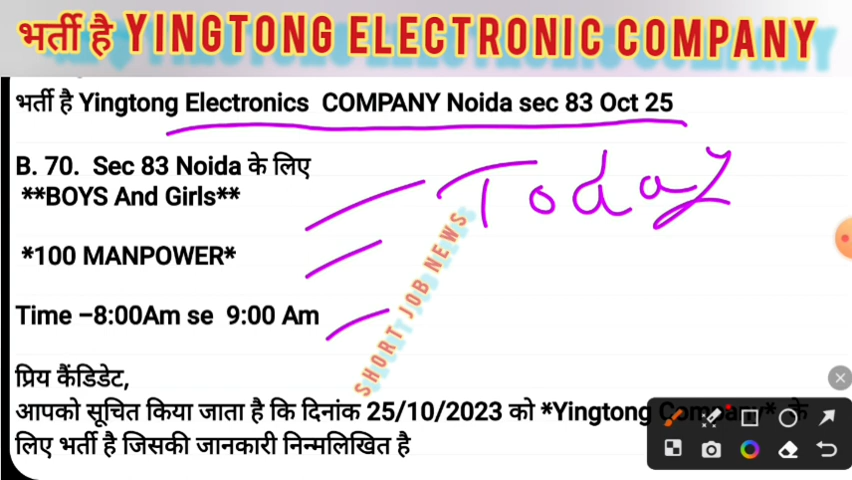 भर्ती है YINGTONG ELECTRONIC COMPANY
भर्ती है Yingtong Electronics COMPANY Noida sec 83 Oct 25
B. 70. Sec 83 Noida के लिए
**BOYS And Girls**
Today
*100 MANPOWER*
SHORT JOB NEWS
Time –8:00Am se 9:00 Am
प्रिय कैंडिडेट,
आपको सूचित किया जाता है कि दिनांक 25/10/2023 को *Yingtong Company* के
लिए भर्ती है जिसकी जानकारी निन्मलिखित है